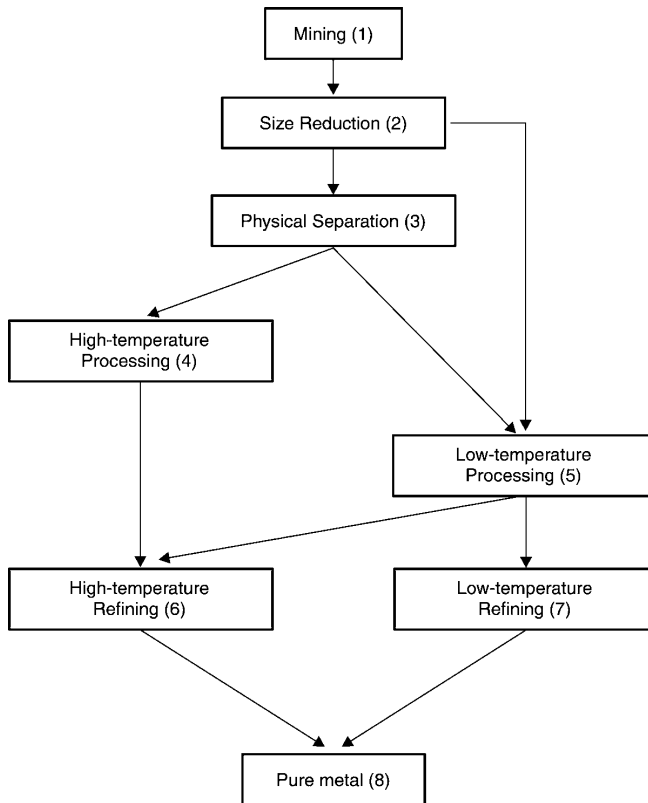 Mining (1)
Size Reduction (2)
Physical Separation (3)
High-temperature
Processing (4)
Low-temperature
Processing (5)
High-temperature
Refining (6)
Low-temperature
Refining (7)
Pure metal (8)